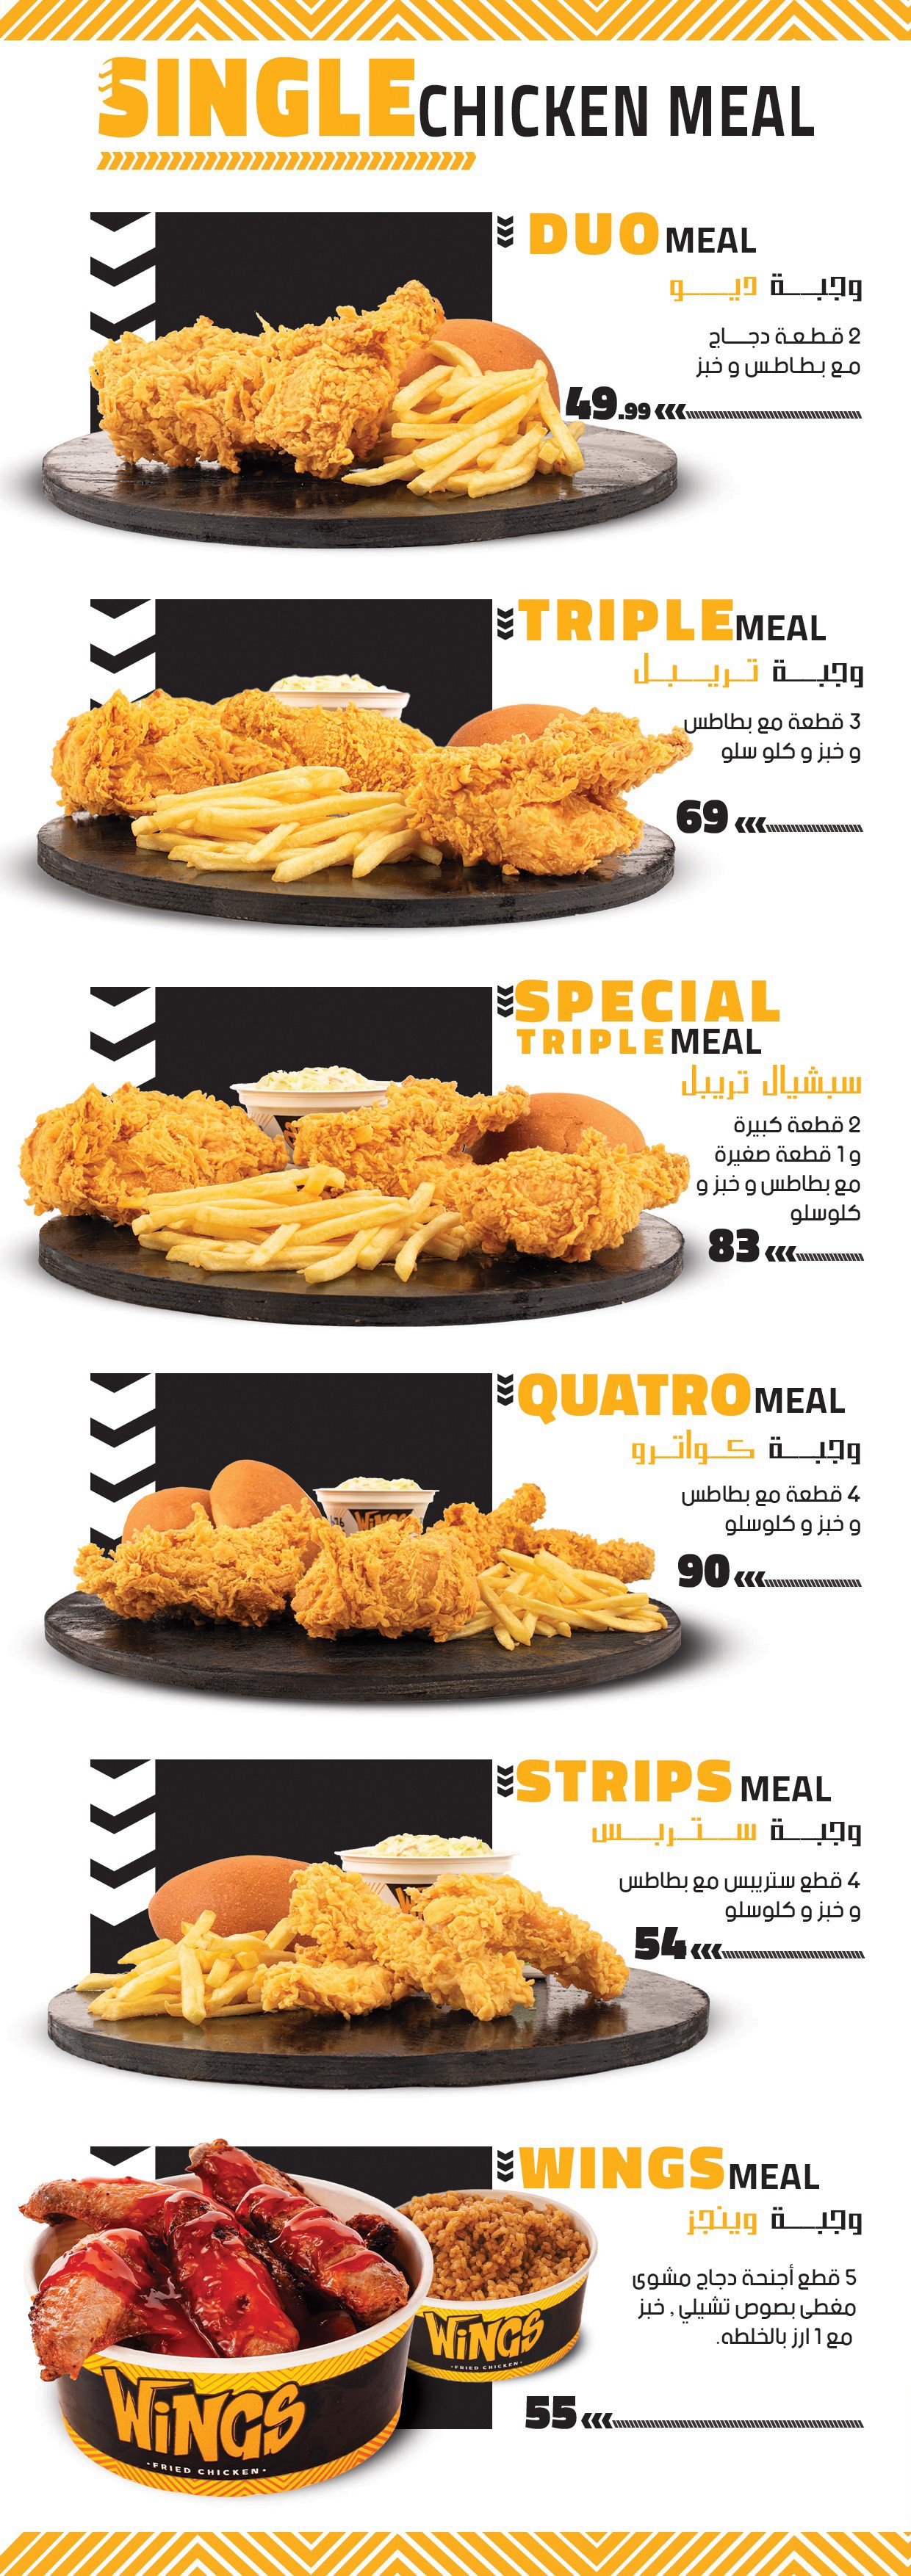 SINGLE CHICKEN MEAL
DUO MEAL
وجبة ديو
2 قطعة دجاج
مع بطاطس و خبز
49.99
TRIPLE MEAL
وجبة تريبل
3 قطعة مع بطاطس
و خبز و كلو سلو
69
SPECIAL
TRIPLE MEAL
سبشيال تريبل
2 قطعة كبيرة
و 1 قطعة صغيرة
مع بطاطس و خبز و
كلوسلو
83
QUATRO MEAL
وجبة كواترو
4 قطعة مع بطاطس
و خبز و كلوسلو
90
STRIPS MEAL
وجبة ستربس
4 قطع ستريبس مع بطاطس
و خبز و كلوسلو
54
WINGS MEAL
وجبة وينجز
5 قطع أجنحة دجاج مشوى
مغطى بصوص تشيلي , خبز
مع 1 ارز بالخلطه.
55
WiNGS
•FRIED CHICKEN•
WiNGS
•FRIED CHICKEN•